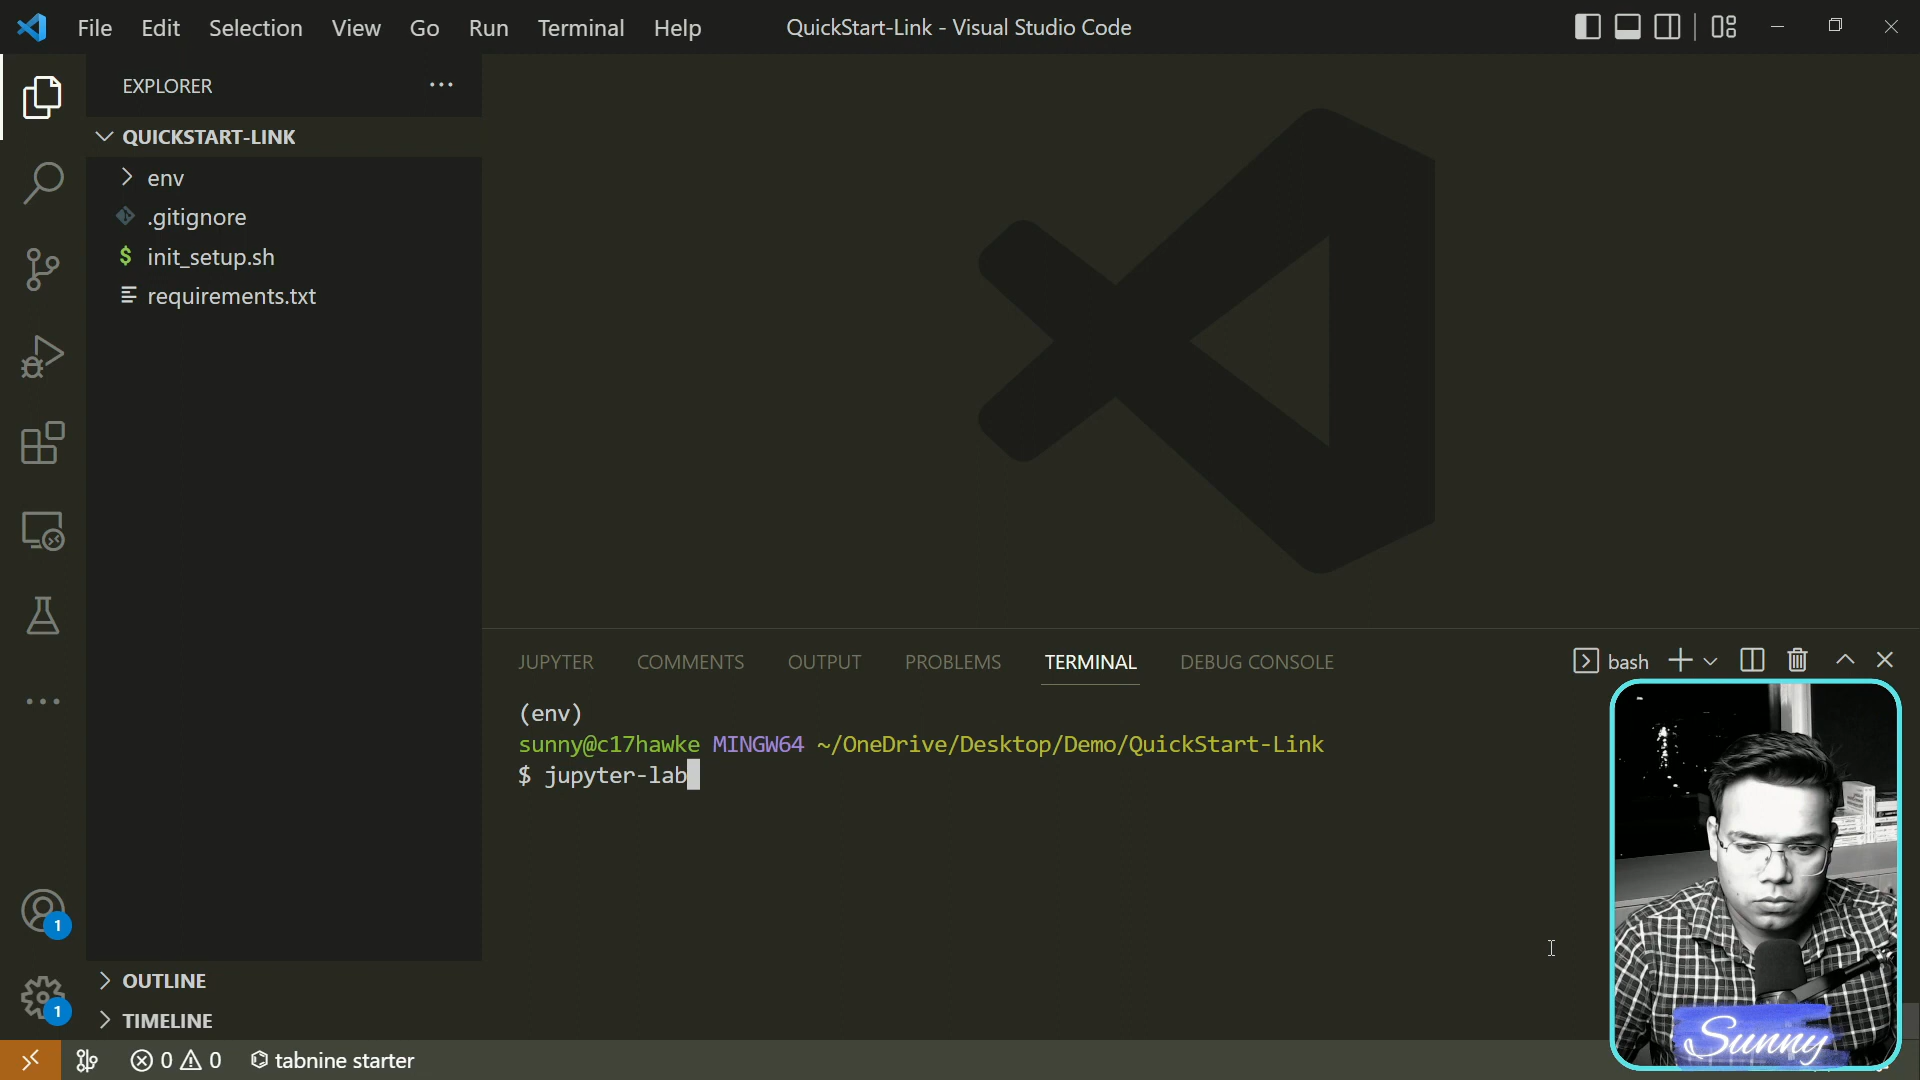 File Edit Selection View Go Run Terminal Help QuickStart-Link - Visual Studio Code
EXPLORER
QUICKSTART-LINK
env
.gitignore
$ init_setup.sh
requirements.txt
JUPYTER COMMENTS OUTPUT PROBLEMS TERMINAL DEBUG CONSOLE bash
(env)
sunny@c17hawke MINGW64 ~/OneDrive/Desktop/Demo/QuickStart-Link
$ jupyter-lab
1
OUTLINE
1
TIMELINE
0 0 tabnine starter
Sunny